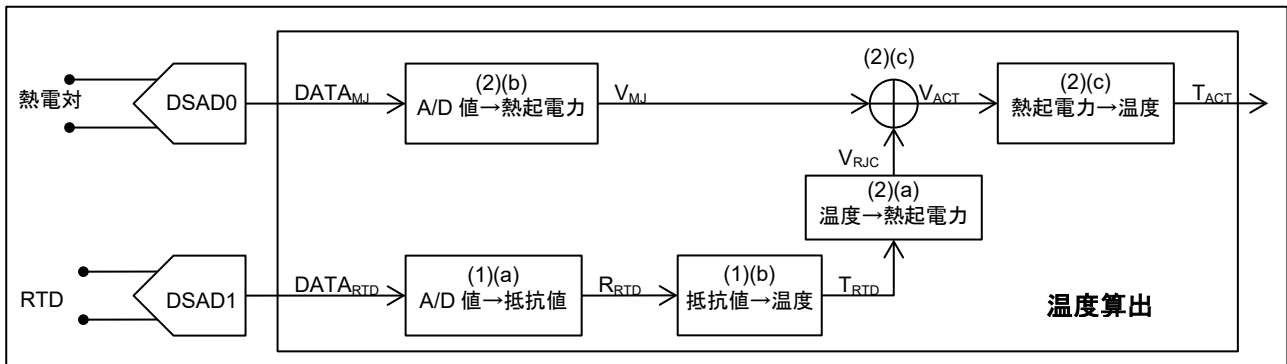 熱電対
DSAD0
DATAMJ
(2)(b)
A/D 値→熱起電力
VMJ
(2)(c)
VACT
(2)(c)
熱起電力→温度
TACT
VRJC
(2)(a)
温度→熱起電力
RTD
DSAD1
DATARTD
(1)(a)
A/D 値→抵抗値
RRTD
(1)(b)
抵抗値→温度
TRTD
温度算出